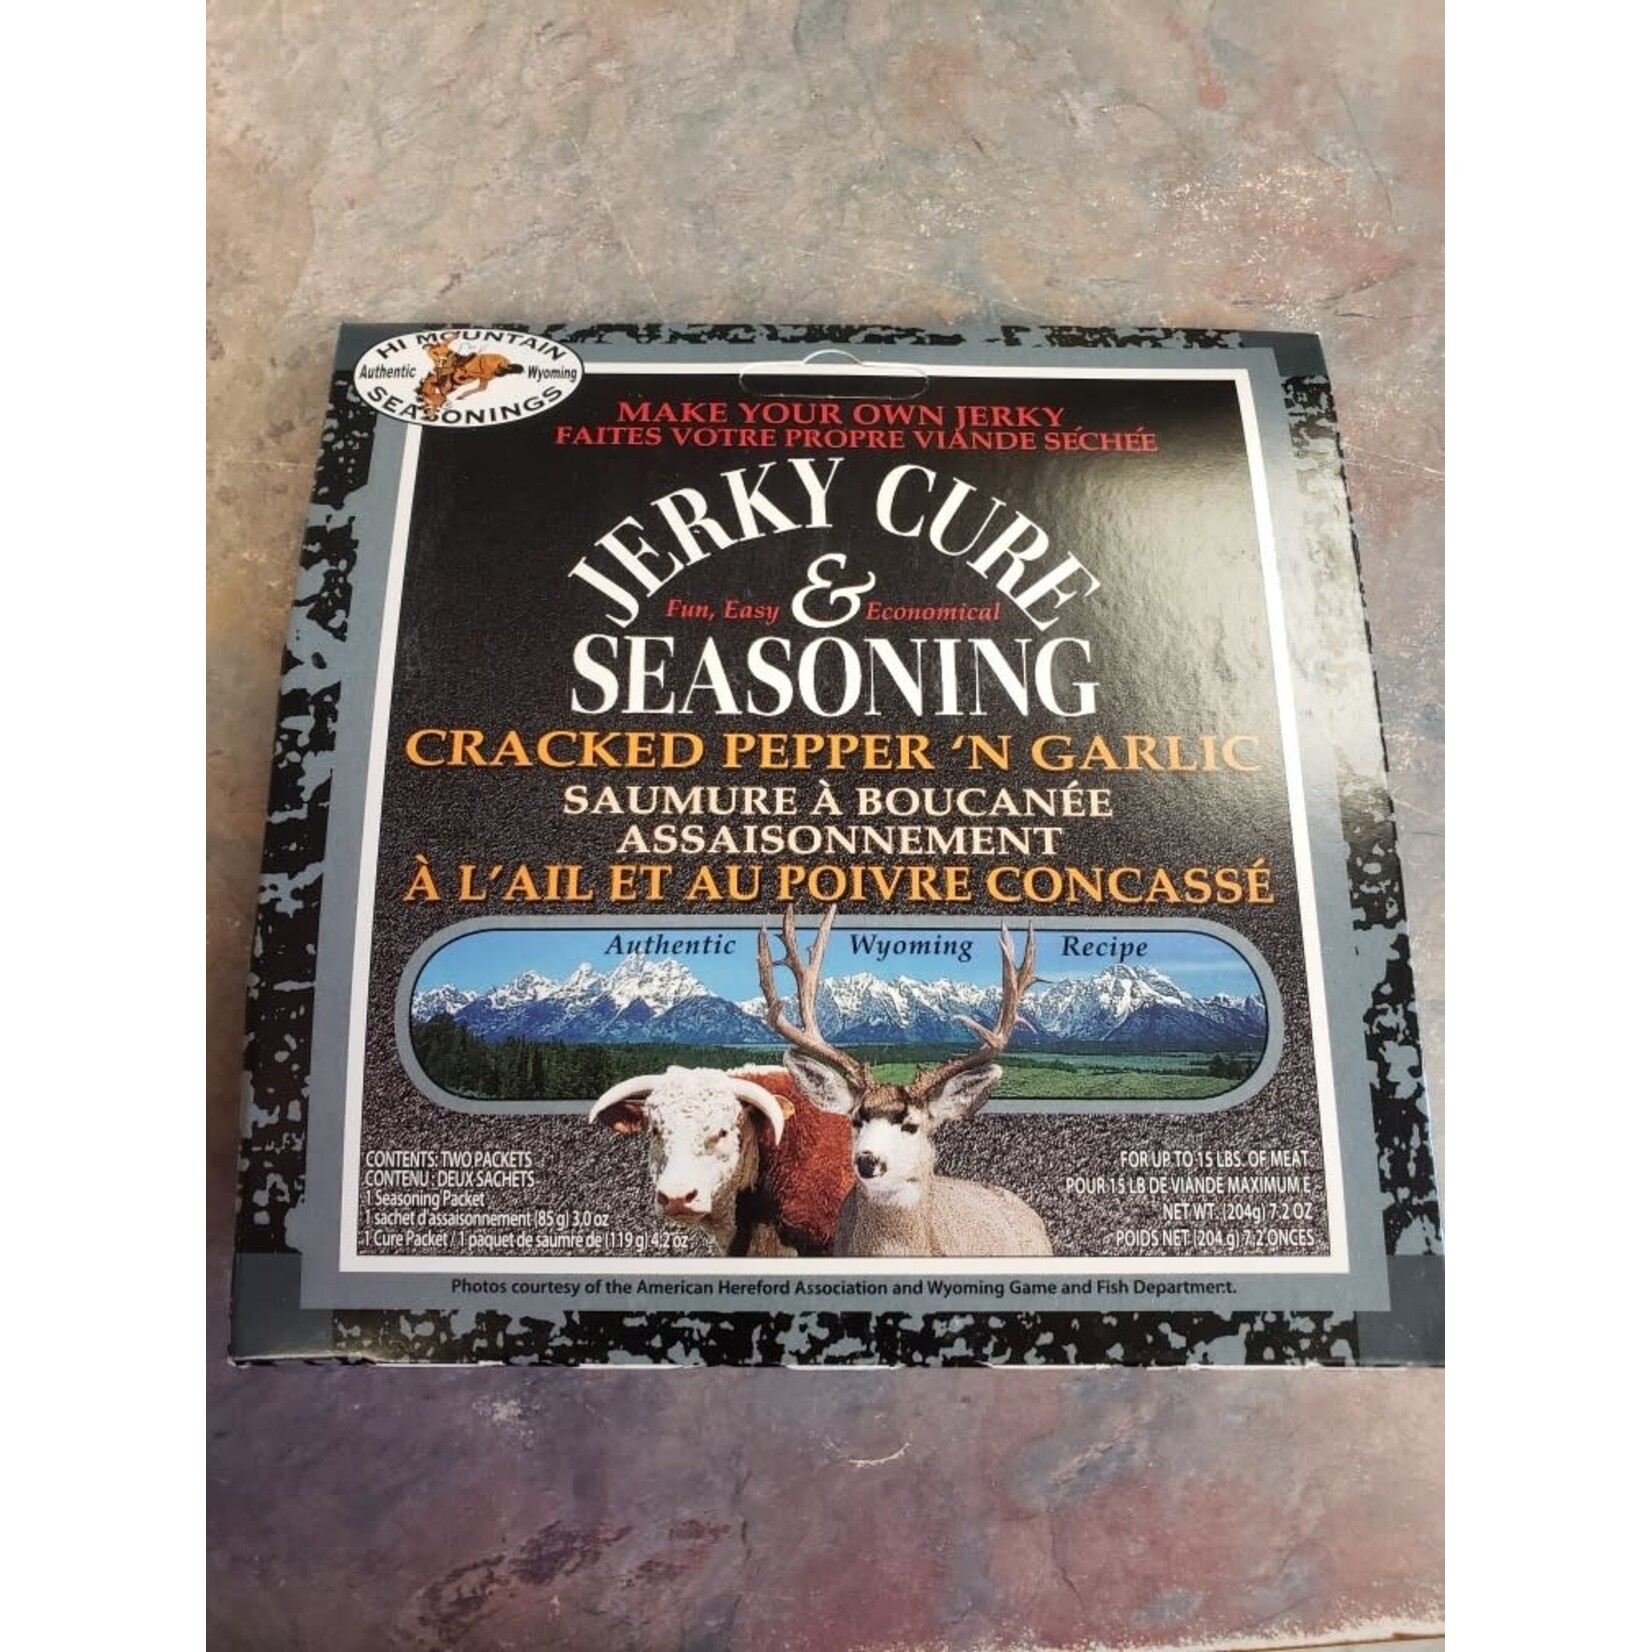 HI MOUNTAIN
Authentic Wyoming
SEASONINGS
MAKE YOUR OWN JERKY
FAITES VOTRE PROPRE VIANDE SÉCHÉE
JERKY CURE
Fun, Easy & Economical
SEASONING
CRACKED PEPPER 'N GARLIC
SAUMURE À BOUCANÉE
ASSAISONNEMENT
À L'AIL ET AU POIVRE CONCASSÉ
Authentic Wyoming Recipe
CONTENTS: TWO PACKETS
CONTENU : DEUX SACHETS
1 Seasoning Packet
1 sachet d'assaisonnement (85 g) 3,0 oz
1 Cure Packet / 1 paquet de saumre de (119 g) 4,2 oz
FOR UP TO 15 LBS. OF MEAT
POUR 15 LB DE VIANDE MAXIMUM E
NET WT. (204g) 7.2 OZ
POIDS NET (204 g) 7,2 ONCES
Photos courtesy of the American Hereford Association and Wyoming Game and Fish Department.